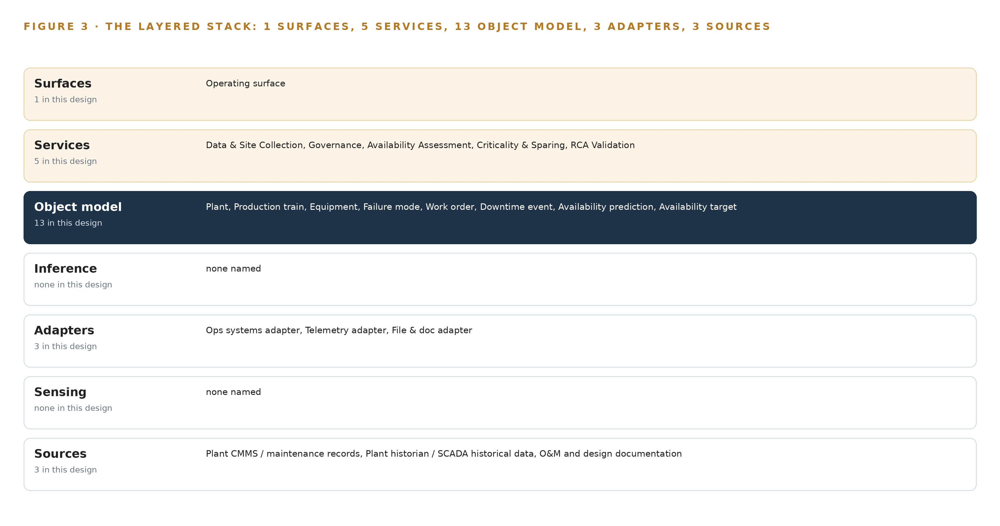 FIGURE 3 · THE LAYERED STACK: 1 SURFACES, 5 SERVICES, 13 OBJECT MODEL, 3 ADAPTERS, 3 SOURCES
Surfaces
Operating surface
1 in this design
Services
Data & Site Collection, Governance, Availability Assessment, Criticality & Sparing, RCA Validation
5 in this design
Object model
Plant, Production train, Equipment, Failure mode, Work order, Downtime event, Availability prediction, Availability target
13 in this design
Inference
none named
none in this design
Adapters
Ops systems adapter, Telemetry adapter, File & doc adapter
3 in this design
Sensing
none named
none in this design
Sources
Plant CMMS / maintenance records, Plant historian / SCADA historical data, O&M and design documentation
3 in this design